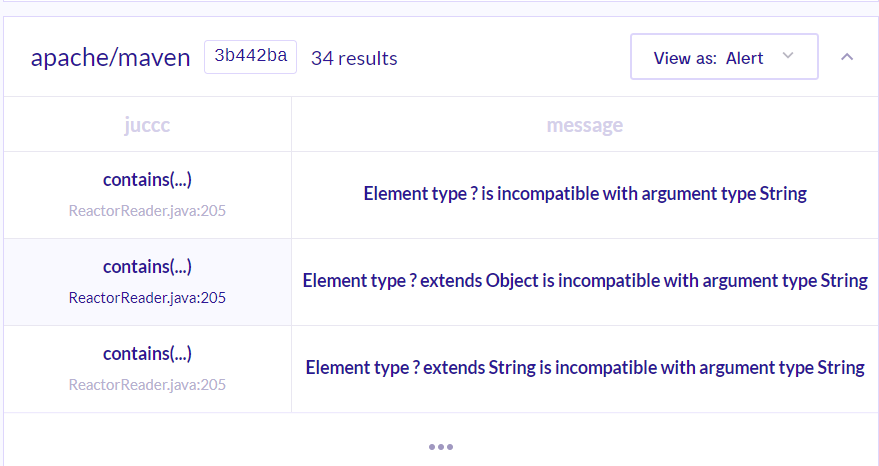 apache/maven 3b442ba 34 results View as: Alert
juccc message
contains(...)
ReactorReader.java:205
Element type ? is incompatible with argument type String
contains(...)
ReactorReader.java:205
Element type ? extends Object is incompatible with argument type String
contains(...)
ReactorReader.java:205
Element type ? extends String is incompatible with argument type String